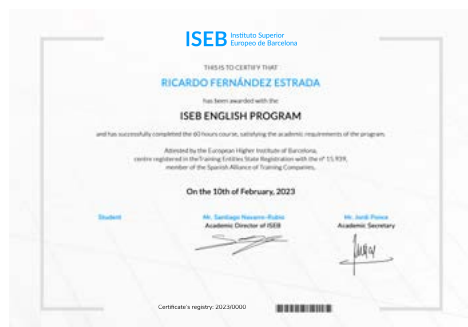 ISEB Instituto Superior
Europeo de Barcelona
THIS IS TO CERTIFY THAT
RICARDO FERNÁNDEZ ESTRADA
has been awarded with the
ISEB ENGLISH PROGRAM
and has successfully completed the 60 hours course, satisfying the academic requirements of the program.
Attested by the European Higher Institute of Barcelona,
centre registered in the Training Entities State Registration with the nº 15.939,
member of the Spanish Alliance of Training Companies.
On the 10th of February, 2023
Student
Mr. Santiago Navarro-Rubio
Academic Director of ISEB
Mr. Jordi Ponce
Academic Secretary
Certificate's registry: 2023/0000